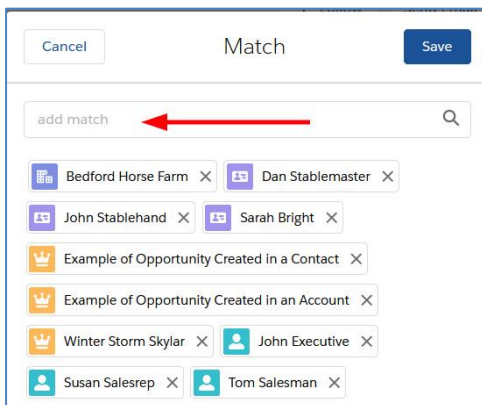 Cancel Match Save
add match
Bedford Horse Farm Dan Stablemaster
John Stablehand Sarah Bright
Example of Opportunity Created in a Contact
Example of Opportunity Created in an Account
Winter Storm Skylar John Executive
Susan Salesrep Tom Salesman